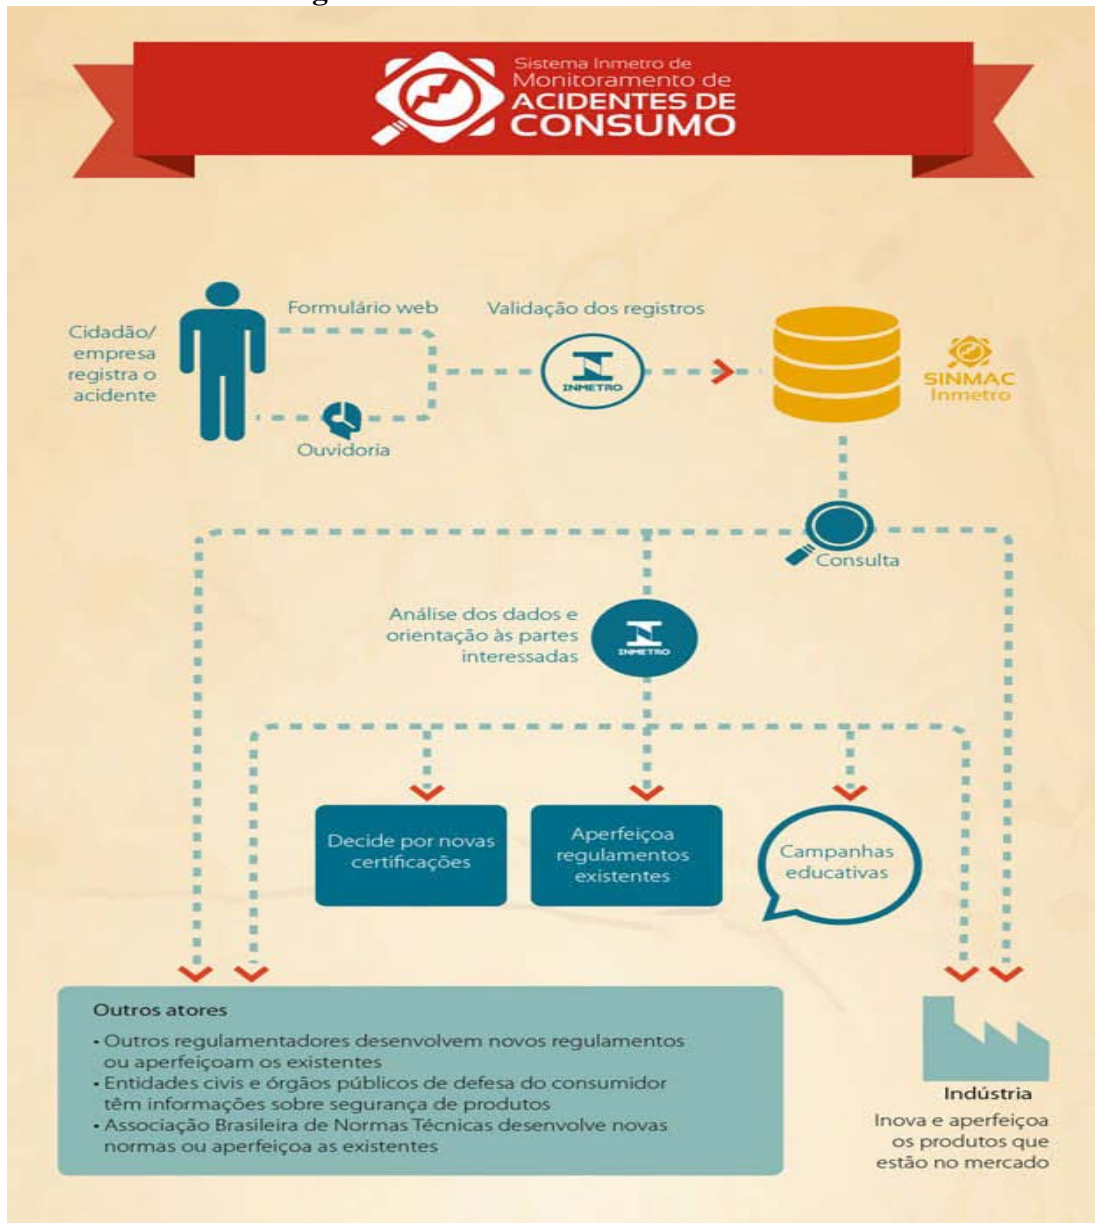 Sistema Inmetro de
Monitoramento de
ACIDENTES DE
CONSUMO
Formulário web
Validação dos registros
Cidadão/
empresa
registra o
acidente
INMETRO
SINMAC
Inmetro
Ouvidoria
Consulta
Análise dos dados e
orientação às partes
interessadas
INMETRO
Decide por novas
certificações
Aperfeiçoa
regulamentos
existentes
Campanhas
educativas
Outros atores
• Outros regulamentadores desenvolvem novos regulamentos
ou aperfeiçoam os existentes
• Entidades civis e órgãos públicos de defesa do consumidor
têm informações sobre segurança de produtos
• Associação Brasileira de Normas Técnicas desenvolve novas
normas ou aperfeiçoa as existentes
Indústria
Inova e aperfeiçoa
os produtos que
estão no mercado